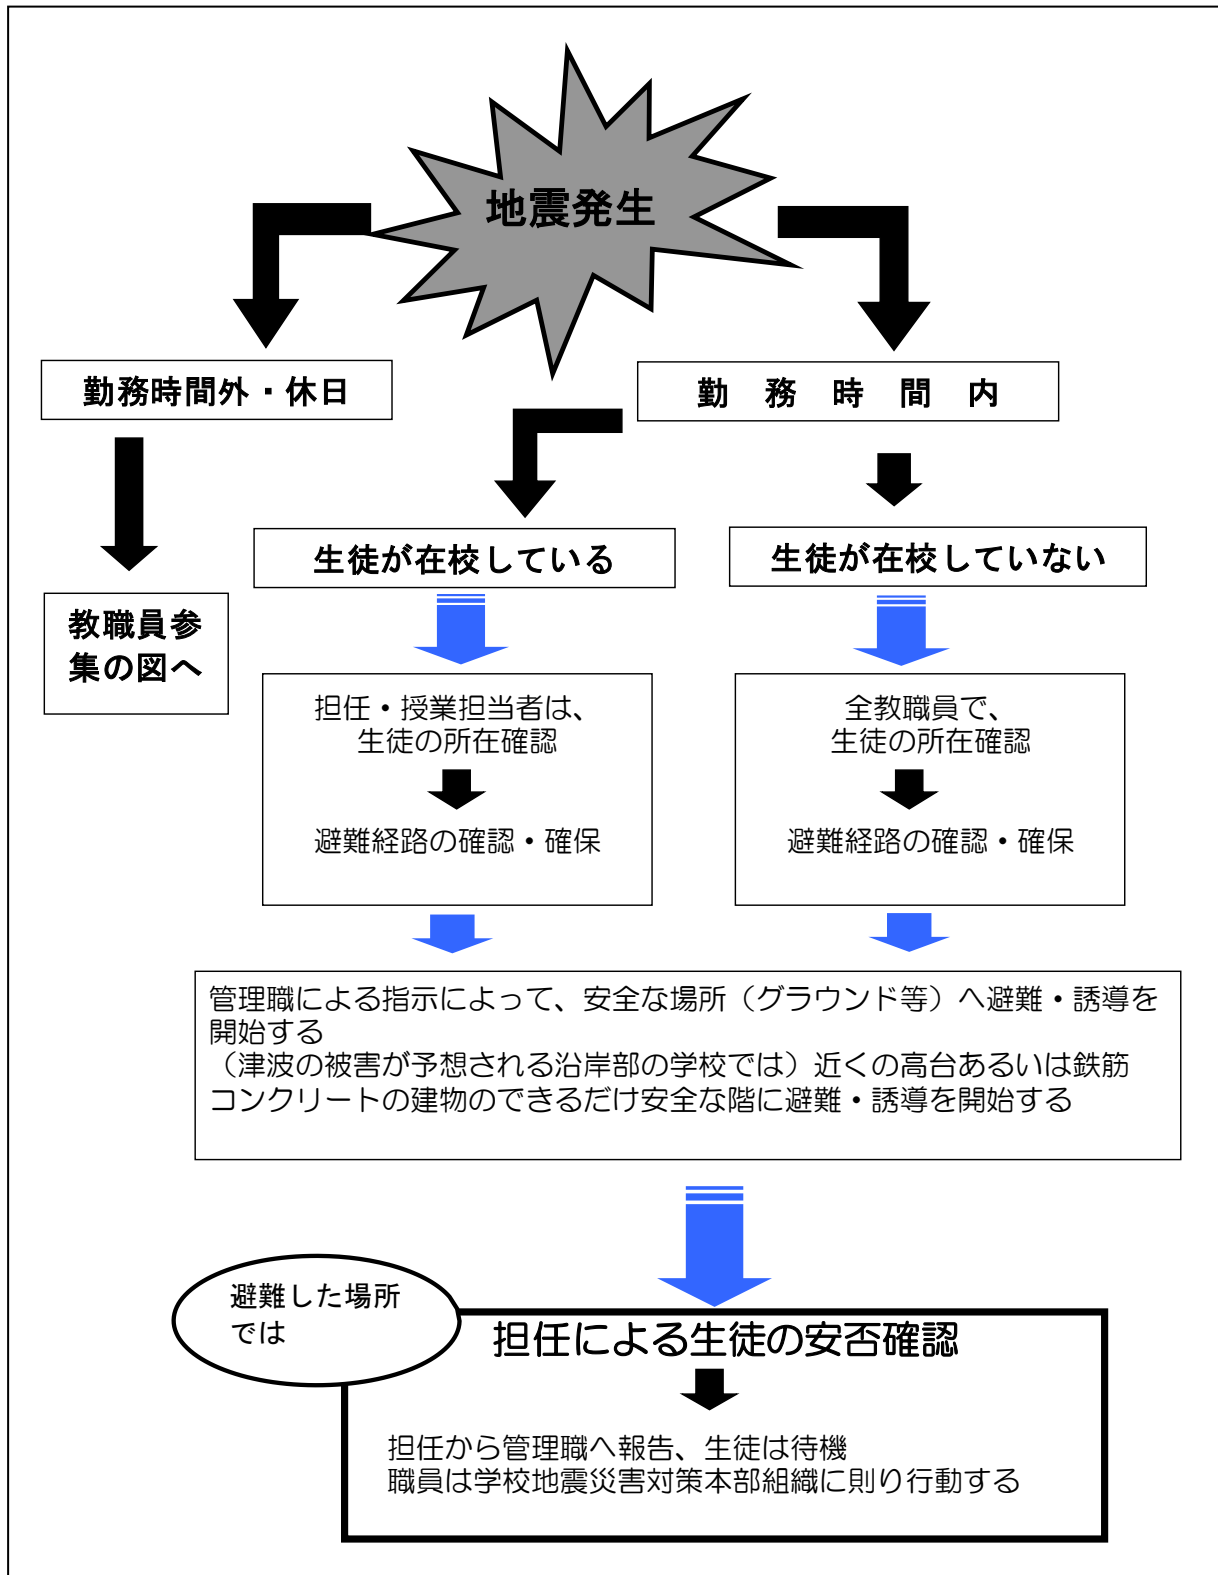 地震発生
勤務時間外・休日
勤　務　時　間　内
生徒が在校している
生徒が在校していない
教職員参
集の図へ
担任・授業担当者は、
生徒の所在確認
避難経路の確認・確保
全教職員で、
生徒の所在確認
避難経路の確認・確保
管理職による指示によって、安全な場所（グラウンド等）へ避難・誘導を
開始する
（津波の被害が予想される沿岸部の学校では）近くの高台あるいは鉄筋
コンクリートの建物のできるだけ安全な階に避難・誘導を開始する
避難した場所
では
担任による生徒の安否確認
担任から管理職へ報告、生徒は待機
職員は学校地震災害対策本部組織に則り行動する